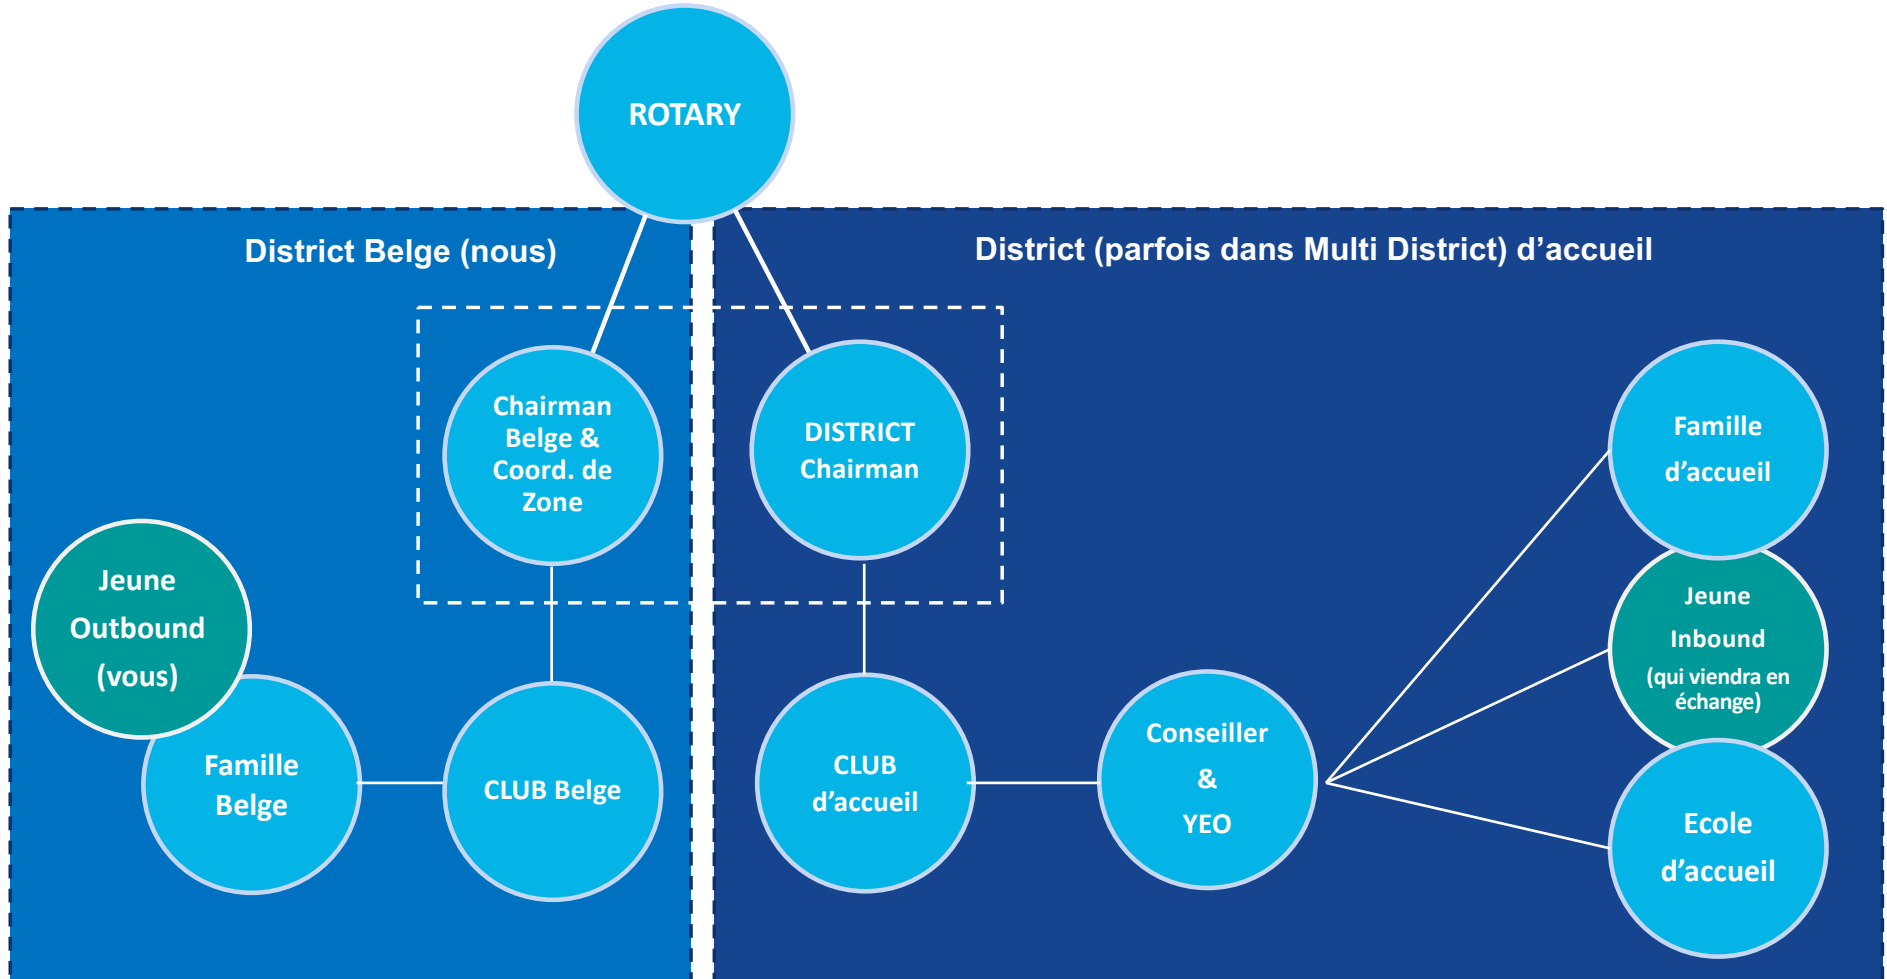 ROTARY
District Belge (nous)
District (parfois dans Multi District) d’accueil
Chairman
Belge &
Coord. de
Zone
DISTRICT
Chairman
Famille
d’accueil
Jeune
Outbound
(vous)
Jeune
Inbound
(qui viendra en
échange)
Famille
Belge
CLUB Belge
CLUB
d’accueil
Conseiller
&
YEO
Ecole
d’accueil